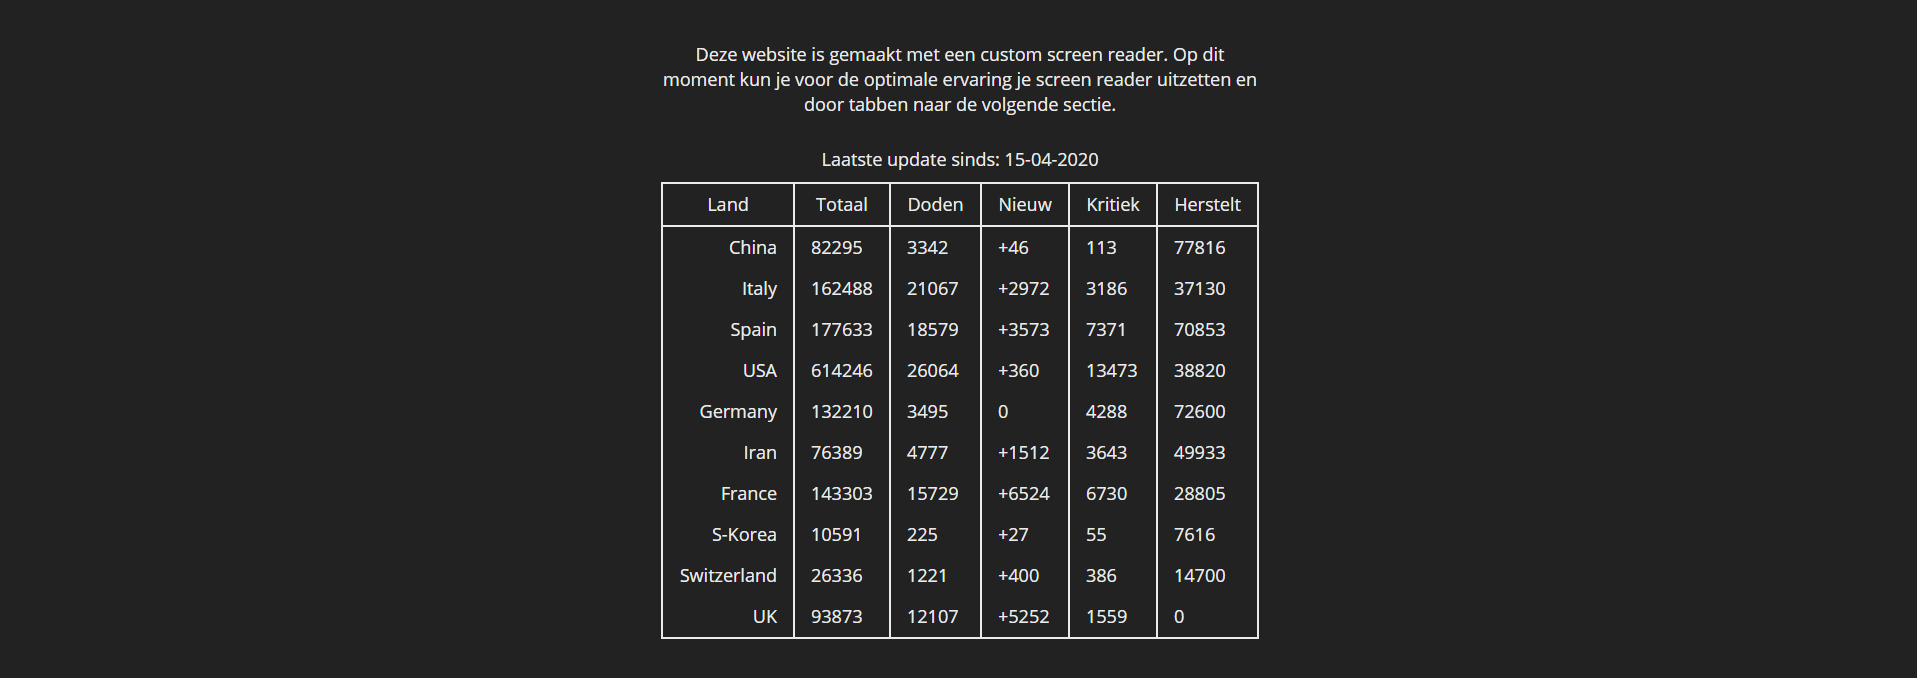 Deze website is gemaakt met een custom screen reader. Op dit
moment kun je voor de optimale ervaring je screen reader uitzetten en
door tabben naar de volgende sectie.
Laatste update sinds: 15-04-2020
Land Totaal Doden Nieuw Kritiek Herstelt
China 82295 3342 +46 113 77816
Italy 162488 21067 +2972 3186 37130
Spain 177633 18579 +3573 7371 70853
USA 614246 26064 +360 13473 38820
Germany 132210 3495 0 4288 72600
Iran 76389 4777 +1512 3643 49933
France 143303 15729 +6524 6730 28805
S-Korea 10591 225 +27 55 7616
Switzerland 26336 1221 +400 386 14700
UK 93873 12107 +5252 1559 0